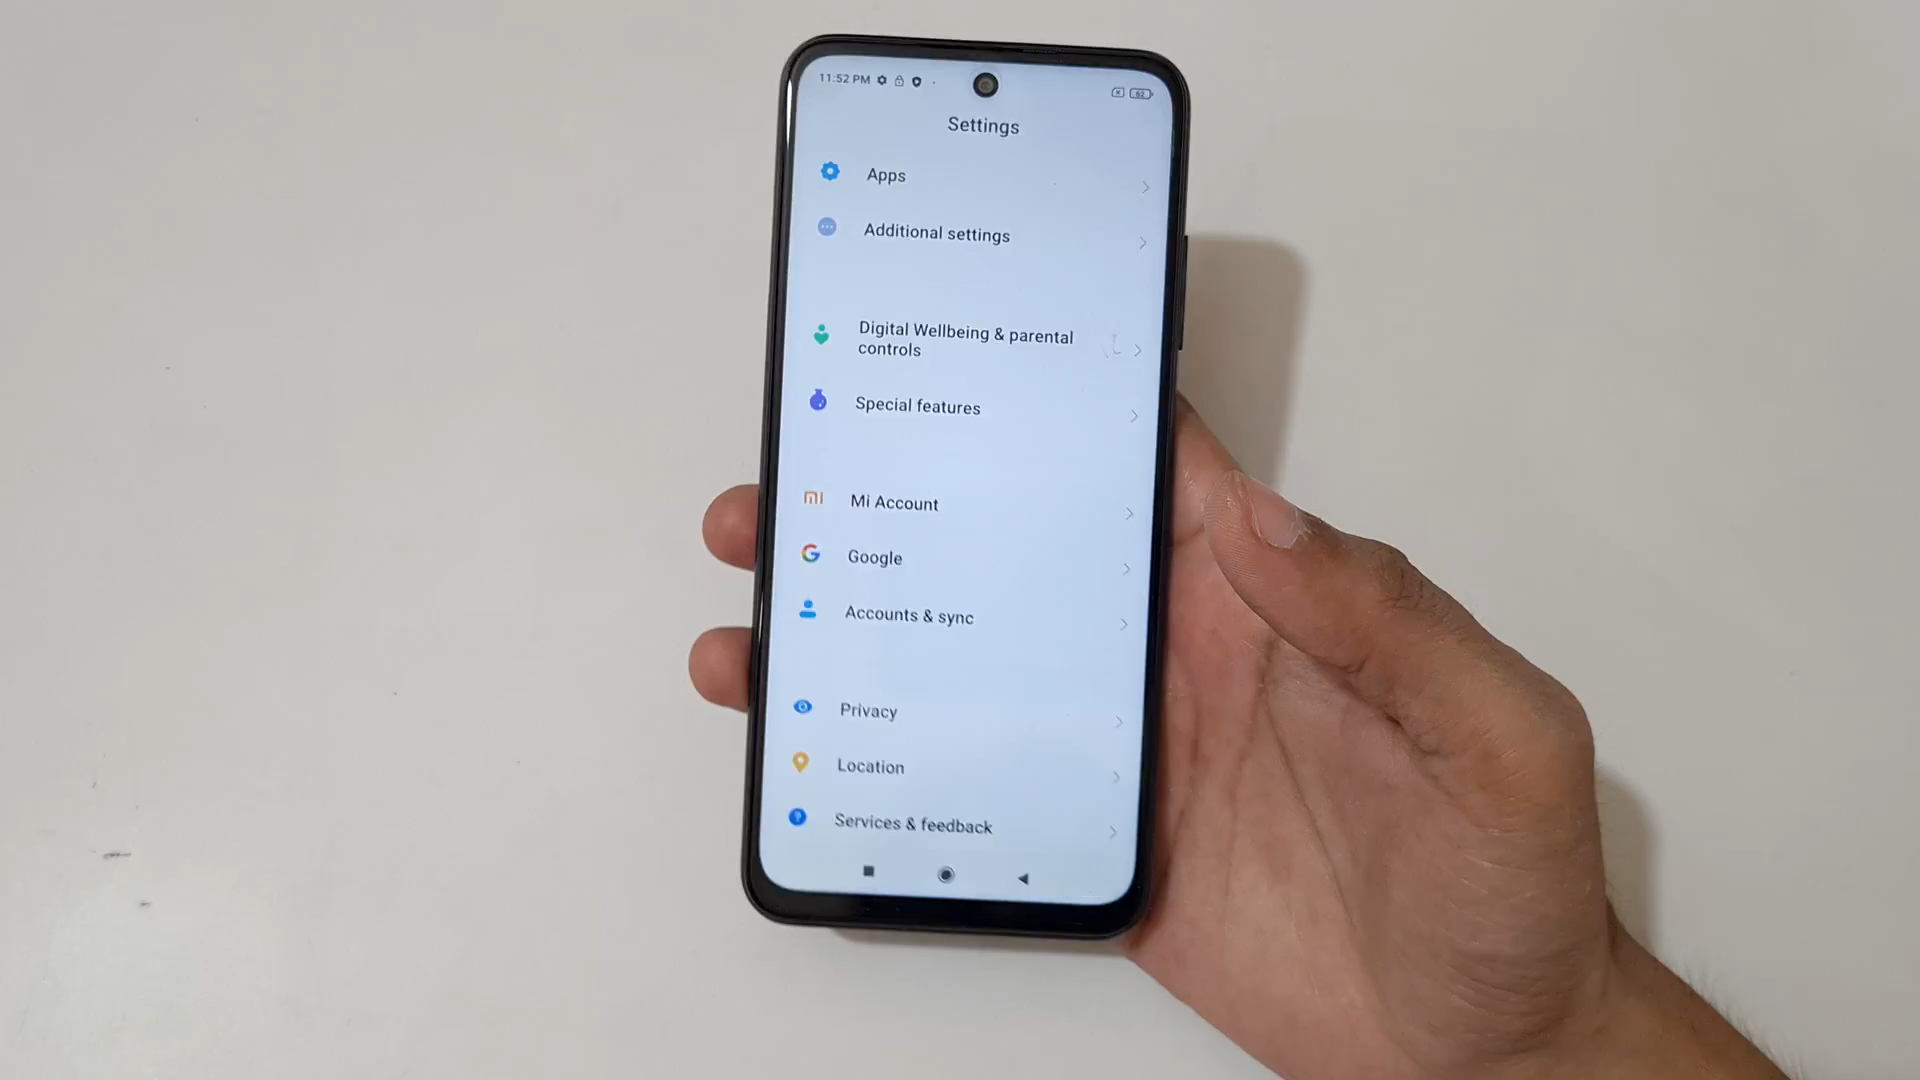 11:52 PM
62
Settings
Apps
Additional settings
Digital Wellbeing & parental
controls
Special features
Mi Account
Google
Accounts & sync
Privacy
Location
Services & feedback